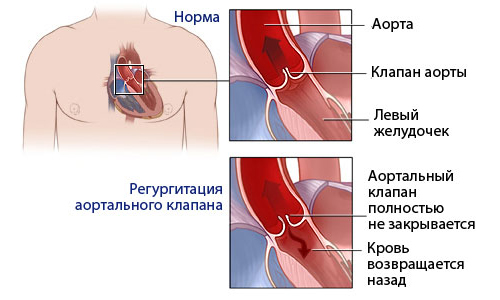 Норма
Аорта
Клапан аорты
Левый
желудочек
Регургитация
аортального клапана
Аортальный
клапан
полностью
не закрывается
Кровь
возвращается
назад